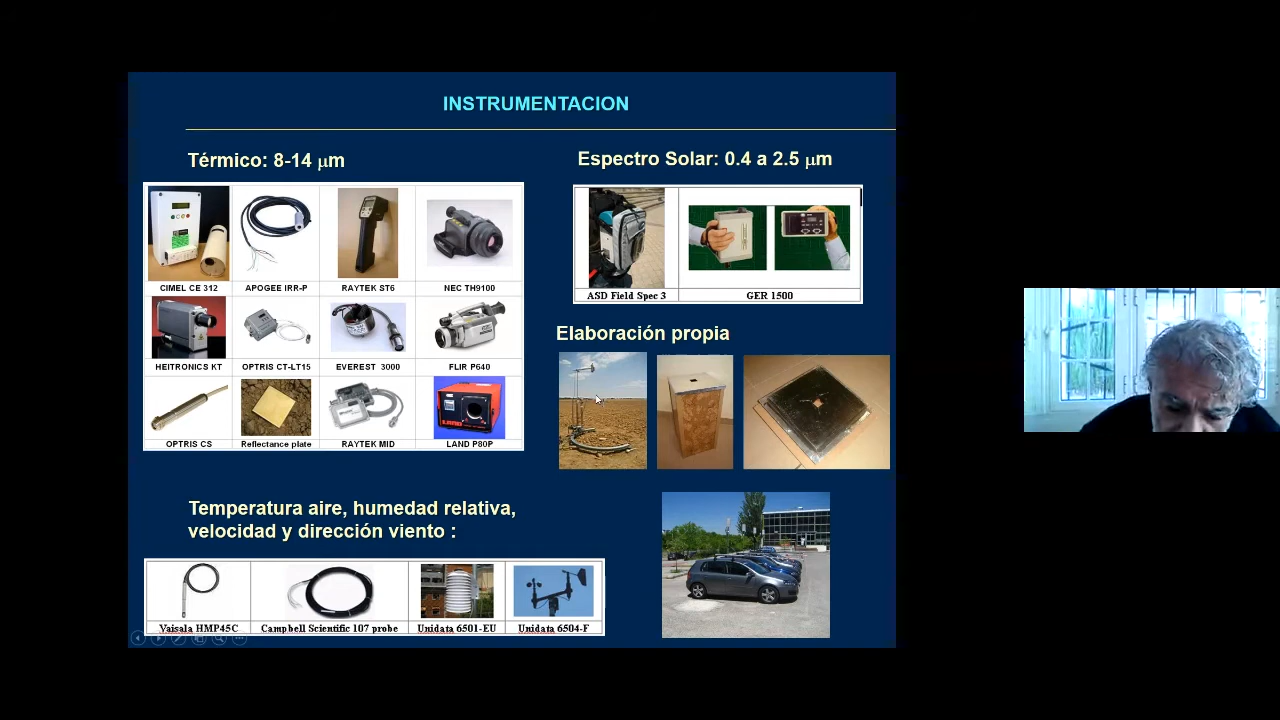 INSTRUMENTACION
Térmico: 8-14 μm
CIMEL CE 312
APOGEE IRR-P
RAYTEK ST6
NEC TH9100
HEITRONICS KT
OPTRIS CT-LT15
EVEREST 3000
FLIR P640
OPTRIS CS
Reflectance plate
RAYTEK MID
LAND P80P
LAND
Espectro Solar: 0.4 a 2.5 μm
ASD Field Spec 3
GER 1500
Elaboración propia
Temperatura aire, humedad relativa,
velocidad y dirección viento :
Vaisala HMP45C
Campbell Scientific 107 probe
Unidata 6501-EU
Unidata 6504-F